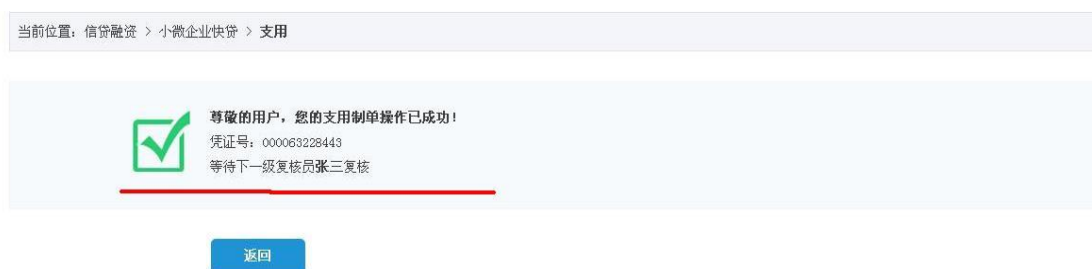 当前位置：信贷融资 > 小微企业快贷 > 支用
尊敬的用户，您的支用制单操作已成功！
凭证号：000063228443
等待下一级复核员张三复核
返回